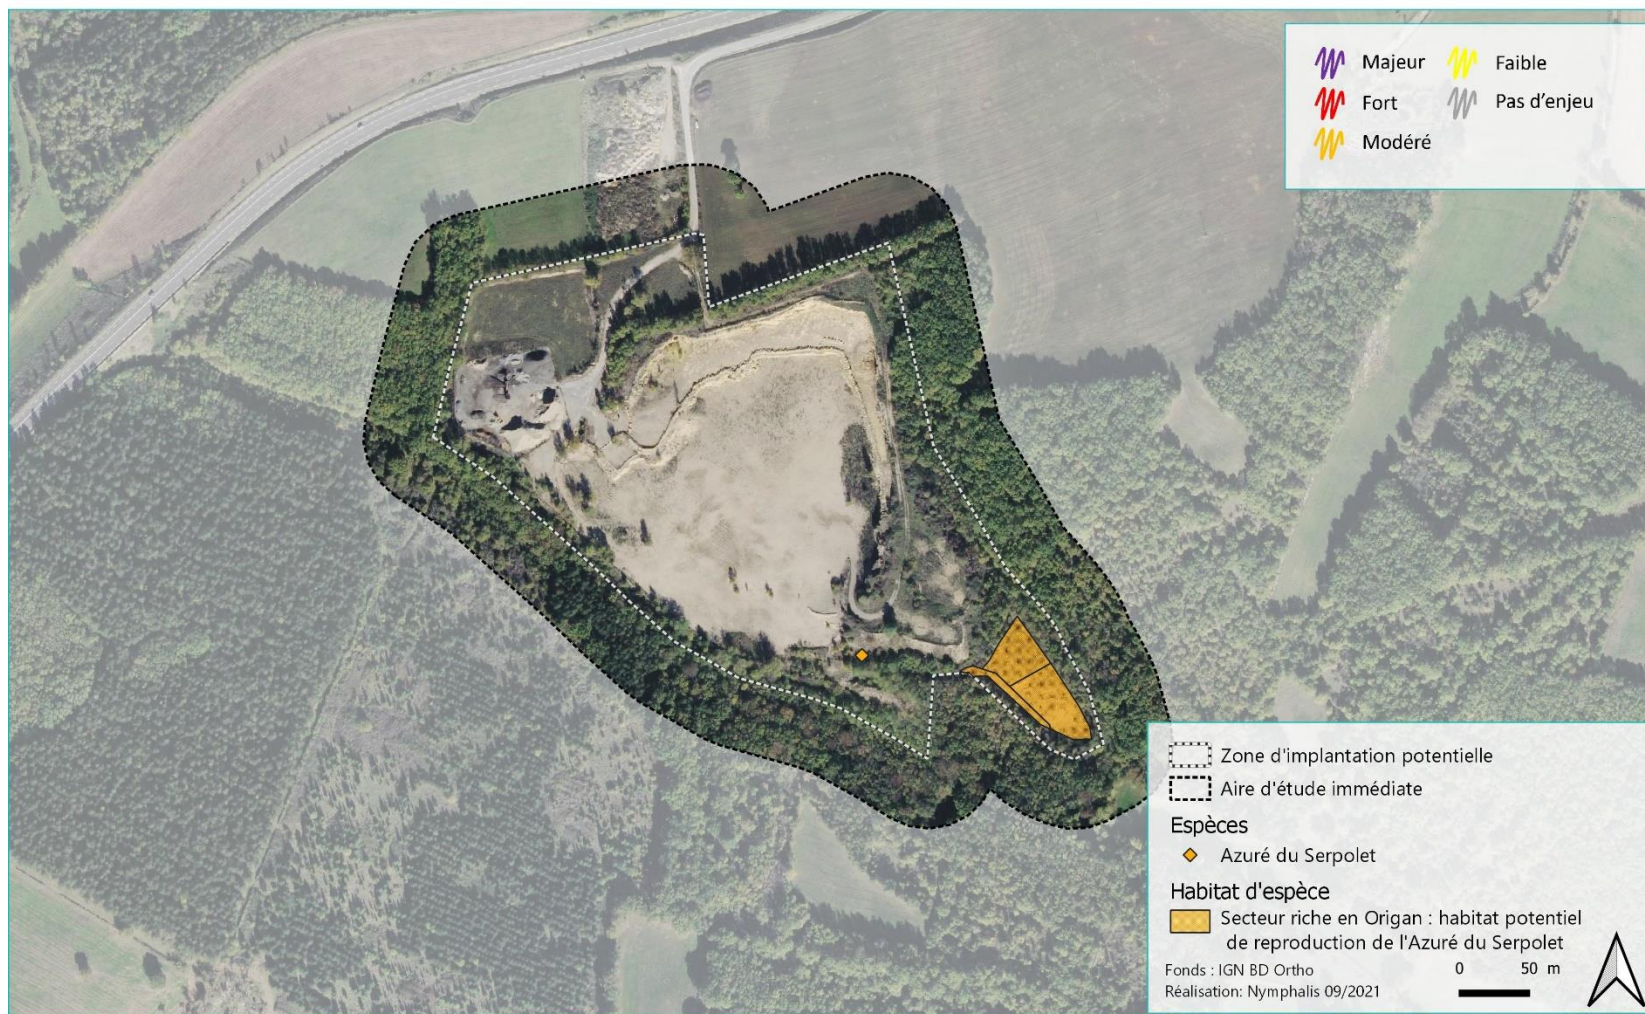 Majeur
Faible
Fort
Pas d'enjeu
Modéré
Zone d'implantation potentielle
Aire d'étude immédiate
Espèces
Azuré du Serpolet
Habitat d'espèce
Secteur riche en Origan : habitat potentiel
de reproduction de l'Azuré du Serpolet
Fonds : IGN BD Ortho
0 50 m
Réalisation: Nymphalis 09/2021